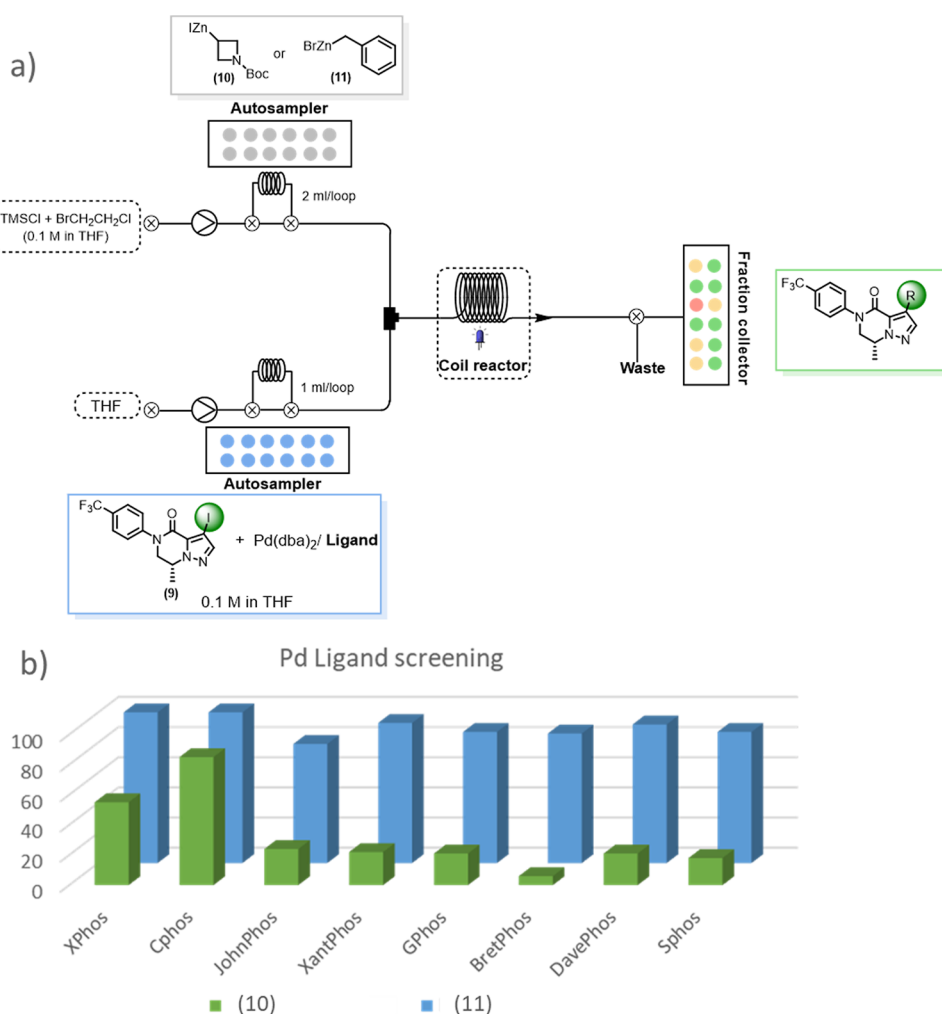 a)
IZn
N
Boc
(10)
or
BrZn
(11)
Autosampler
2 ml/loop
TMSCl + BrCH₂CH₂Cl
(0.1 M in THF)
Coil reactor
Waste
Fraction collector
F₃C
O
R
N
N
N
THF
1 ml/loop
Autosampler
F₃C
O
I
N
N
N
(9)
+ Pd(dba)₂/ Ligand
0.1 M in THF
b)
Pd Ligand screening
100
80
60
40
20
0
XPhos
Cphos
JohnPhos
XantPhos
GPhos
BretPhos
DavePhos
Sphos
(10)
(11)